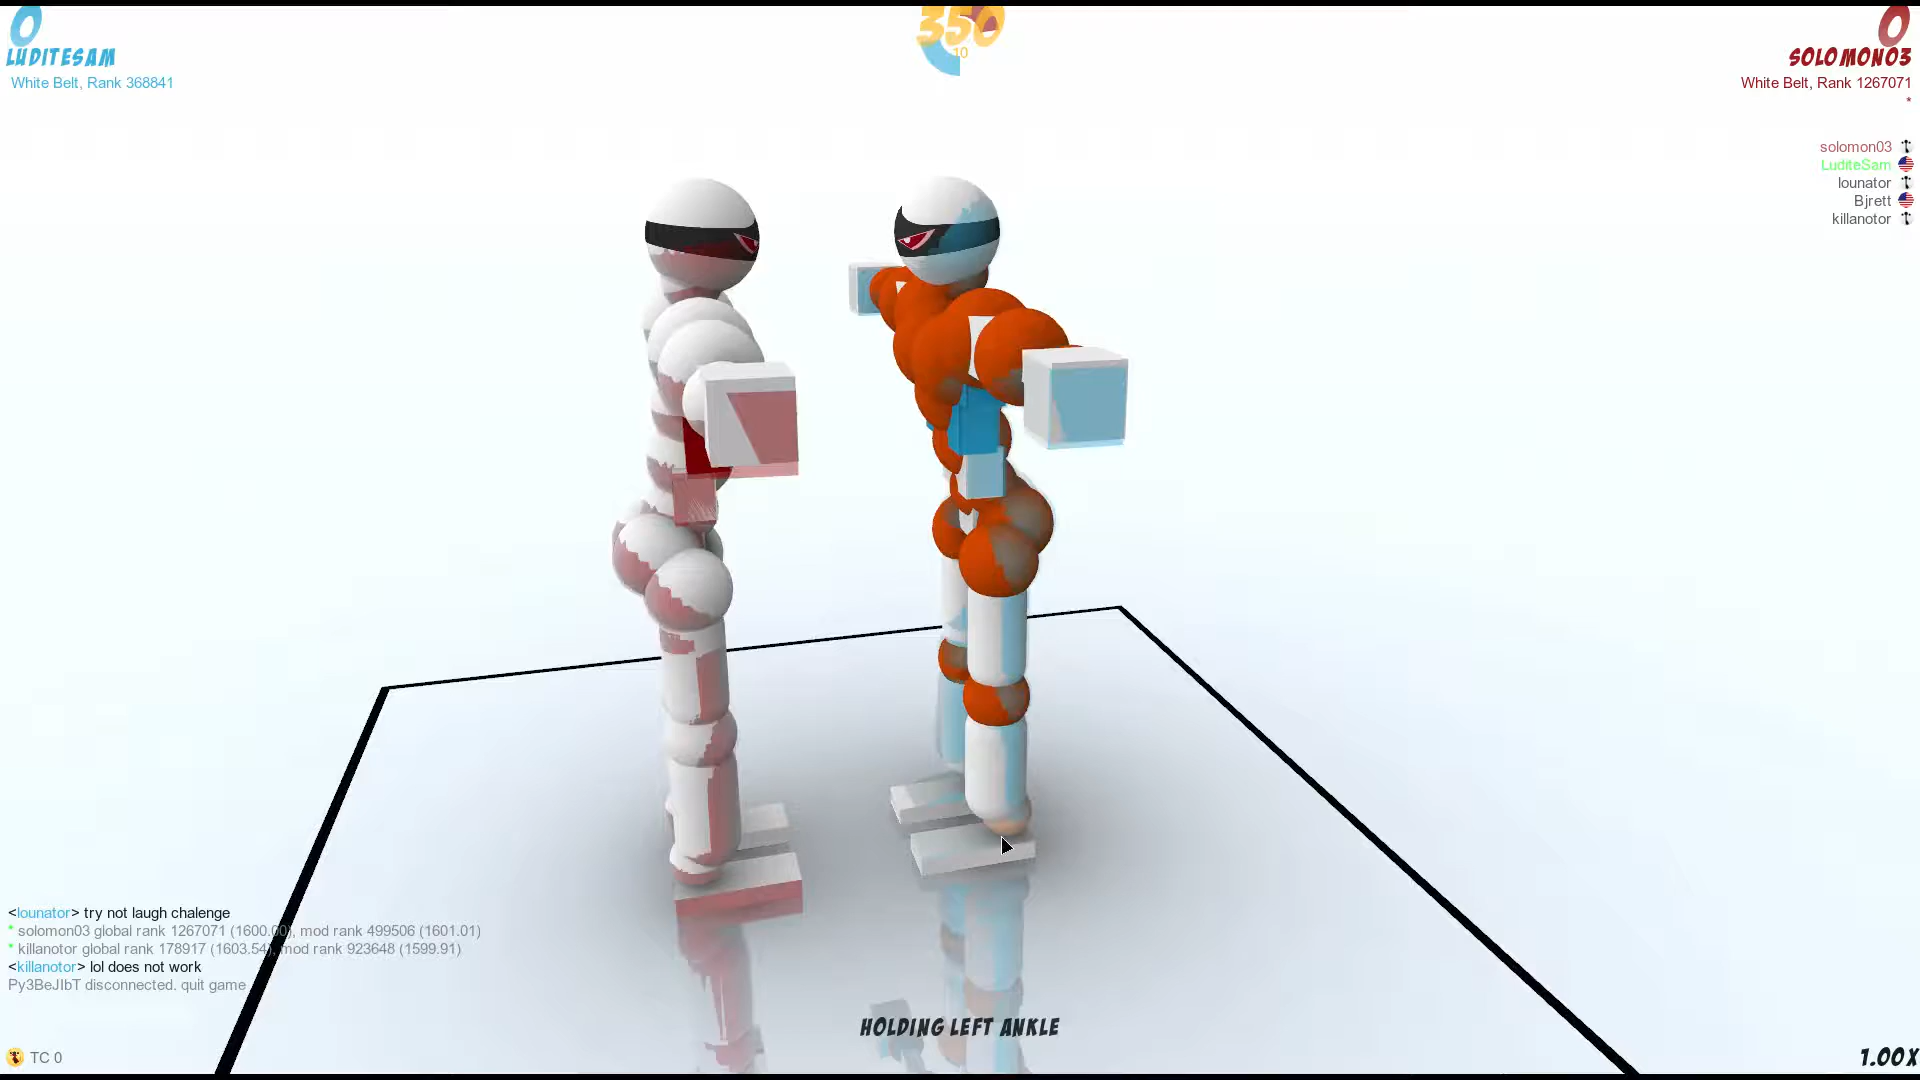 0
LUDITESAM
White Belt, Rank 368841
350
10
0
SOLOMON03
White Belt, Rank 1267071
*
solomon03
LuditeSam
lounator
Bjrett
killanotor
<lounator> try not laugh chalenge
* solomon03 global rank 1267071 (1600.00), mod rank 499506 (1601.01)
* killanotor global rank 178917 (1603.54), mod rank 923648 (1599.91)
<killanotor> lol does not work
Py3BeJIbT disconnected. quit game
HOLDING LEFT ANKLE
TC 0
1.00X